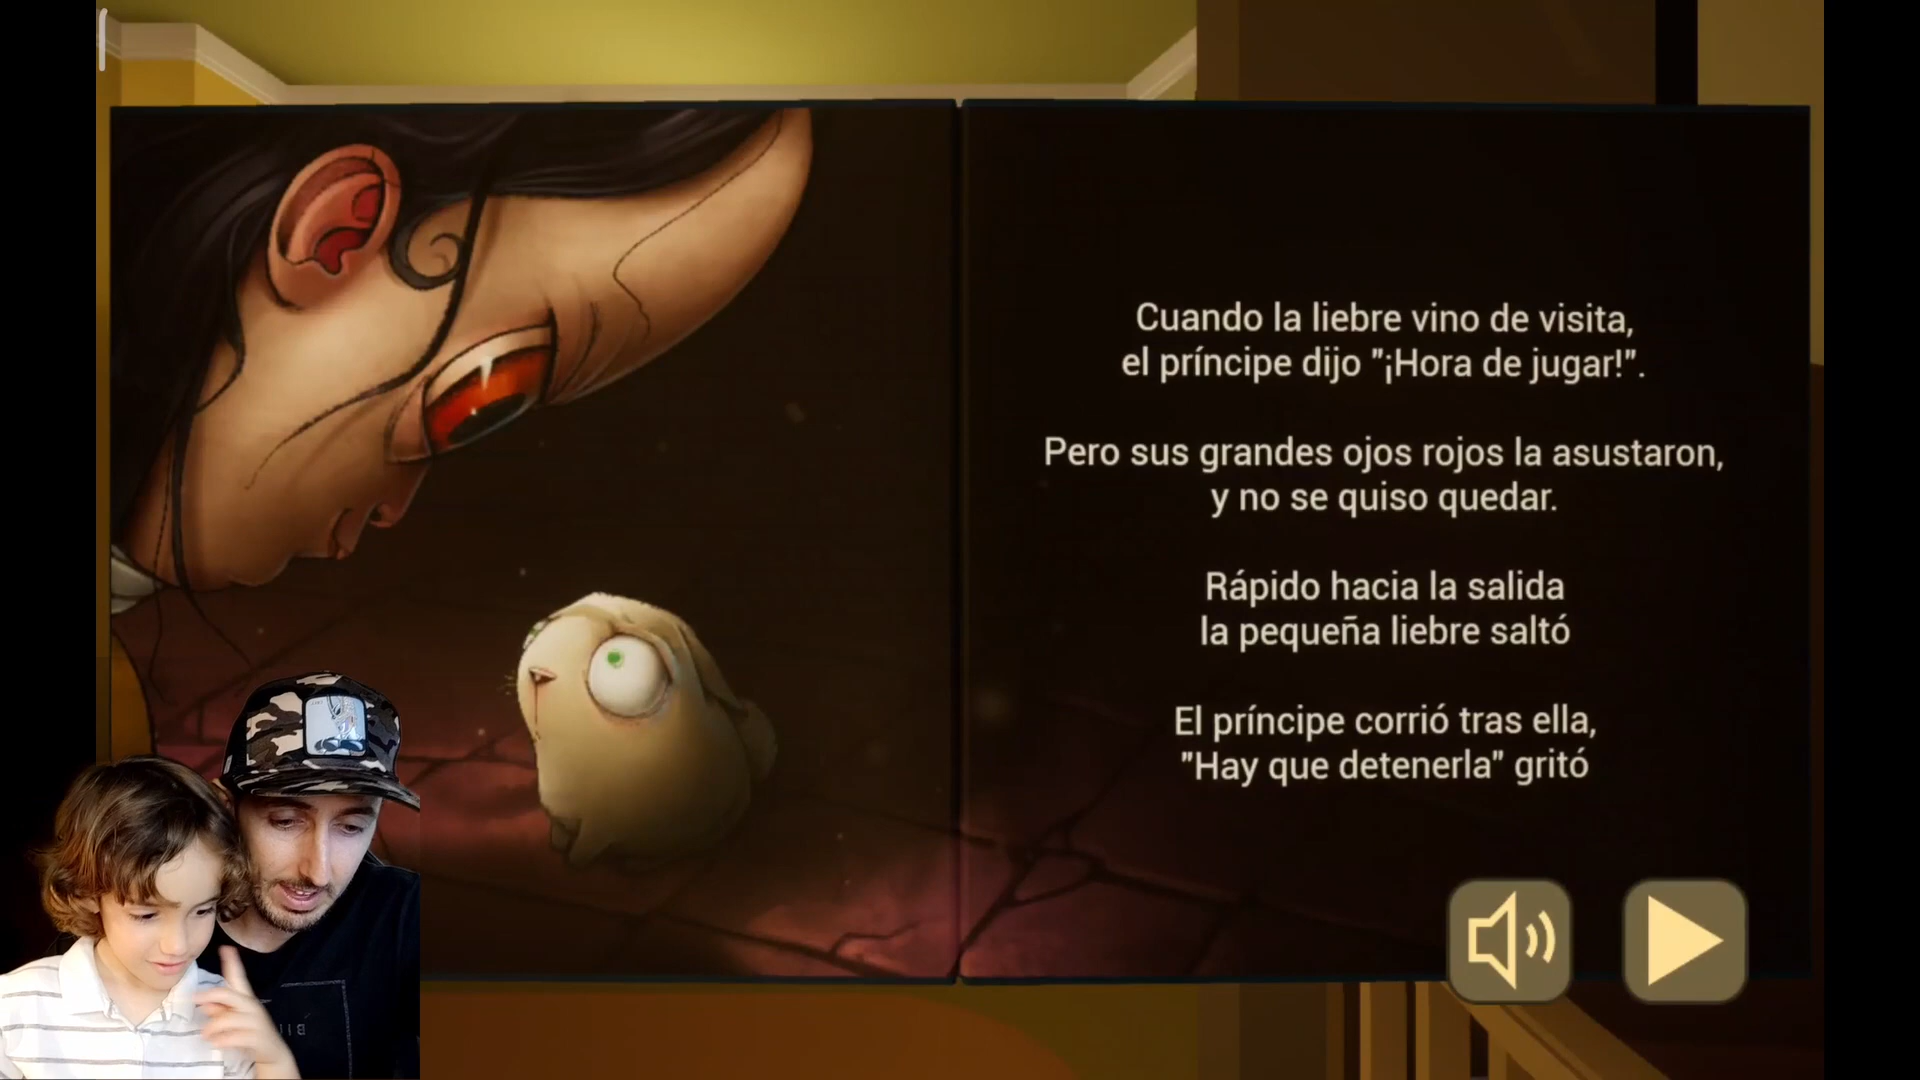 Cuando la liebre vino de visita,
el príncipe dijo "¡Hora de jugar!".
Pero sus grandes ojos rojos la asustaron,
y no se quiso quedar.
Rápido hacia la salida
la pequeña liebre saltó
El príncipe corrió tras ella,
"Hay que detenerla" gritó